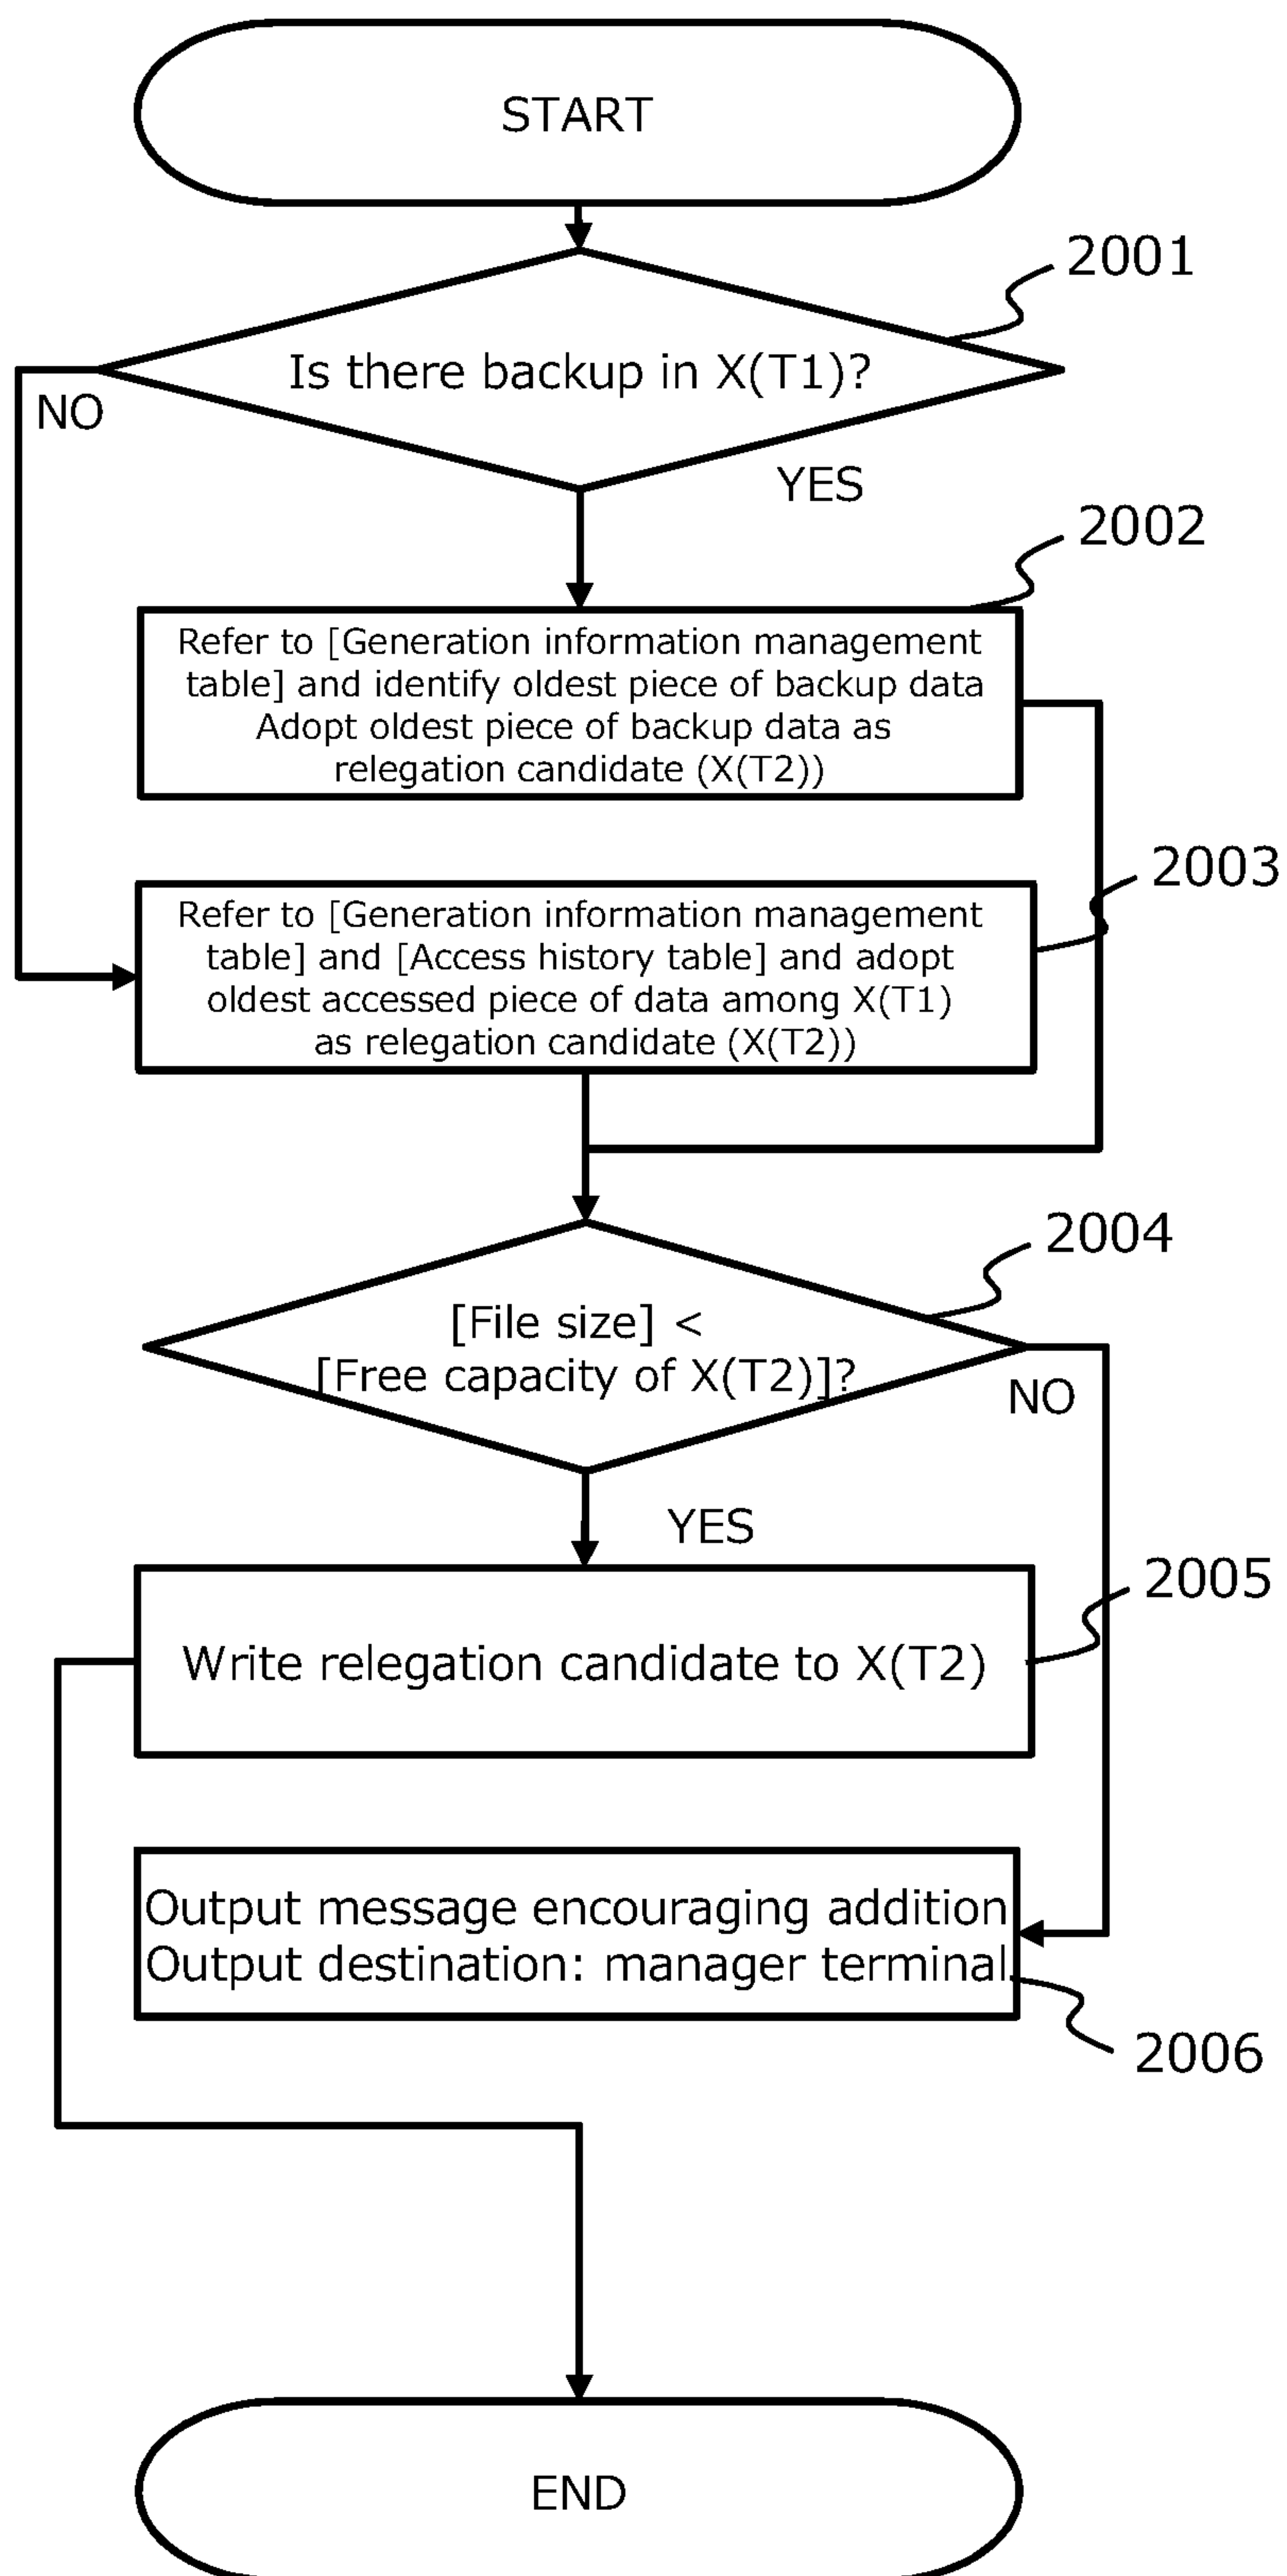 START
2001
Is there backup in X(T1)?
NO
YES
2002
Refer to [Generation information management
table] and identify oldest piece of backup data
Adopt oldest piece of backup data as
relegation candidate (X(T2))
2003
Refer to [Generation information management
table] and [Access history table] and adopt
oldest accessed piece of data among X(T1)
as relegation candidate (X(T2))
2004
[File size] <
[Free capacity of X(T2)]?
NO
YES
2005
Write relegation candidate to X(T2)
Output message encouraging addition
Output destination: manager terminal
2006
END